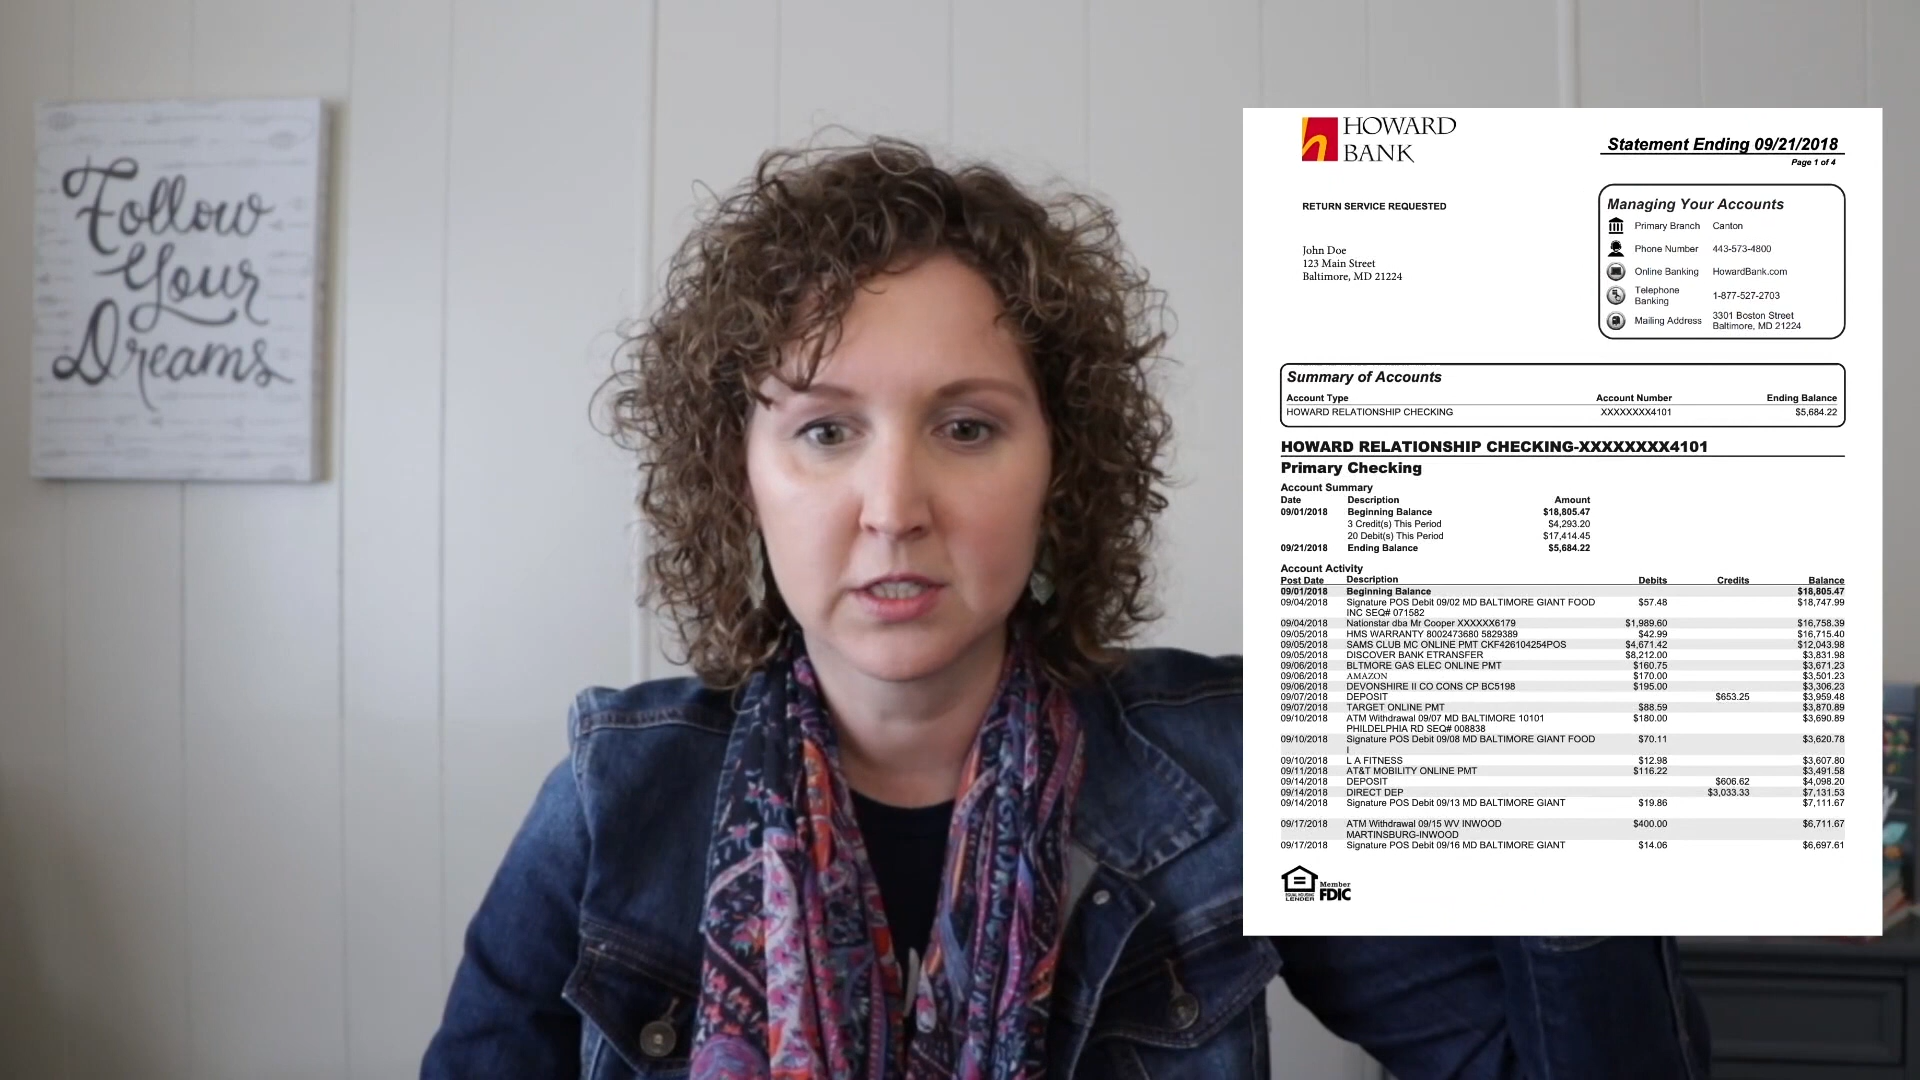 Follow
Your
Dreams
HOWARD
BANK
Statement Ending 09/21/2018
Page 1 of 4
RETURN SERVICE REQUESTED
John Doe
123 Main Street
Baltimore, MD 21224
Managing Your Accounts
Primary Branch Canton
Phone Number 443-573-4800
Online Banking HowardBank.com
Telephone Banking 1-877-527-2703
Mailing Address 3301 Boston Street
Baltimore, MD 21224
Summary of Accounts
Account Type Account Number Ending Balance
HOWARD RELATIONSHIP CHECKING XXXXXXXX4101 $5,684.22
HOWARD RELATIONSHIP CHECKING-XXXXXXXX4101
Primary Checking
Account Summary
Date Description Amount
09/01/2018 Beginning Balance $18,805.47
3 Credit(s) This Period $4,293.20
20 Debit(s) This Period $17,414.45
09/21/2018 Ending Balance $5,684.22
Account Activity
Post Date Description Debits Credits Balance
09/01/2018 Beginning Balance $18,805.47
09/04/2018 Signature POS Debit 09/02 MD BALTIMORE GIANT FOOD $57.48 $18,747.99
INC SEQ# 071582
09/04/2018 Nationstar dba Mr Cooper XXXXXX6179 $1,989.60 $16,758.39
09/05/2018 HMS WARRANTY 8002473680 5829389 $42.99 $16,715.40
09/05/2018 SAMS CLUB MC ONLINE PMT CKF426104254POS $4,671.42 $12,043.98
09/05/2018 DISCOVER BANK ETRANSFER $8,212.00 $3,831.98
09/06/2018 BLTMORE GAS ELEC ONLINE PMT $160.75 $3,671.23
09/06/2018 AMAZON $170.00 $3,501.23
09/06/2018 DEVONSHIRE II CO CONS CP BC5198 $195.00 $3,306.23
09/07/2018 DEPOSIT $653.25 $3,959.48
09/07/2018 TARGET ONLINE PMT $88.59 $3,870.89
09/10/2018 ATM Withdrawal 09/07 MD BALTIMORE 10101 $180.00 $3,690.89
PHILDELPHIA RD SEQ# 008838
09/10/2018 Signature POS Debit 09/08 MD BALTIMORE GIANT FOOD $70.11 $3,620.78
I
09/10/2018 L A FITNESS $12.98 $3,607.80
09/11/2018 AT&T MOBILITY ONLINE PMT $116.22 $3,491.58
09/14/2018 DEPOSIT $606.62 $4,098.20
09/14/2018 DIRECT DEP $3,033.33 $7,131.53
09/14/2018 Signature POS Debit 09/13 MD BALTIMORE GIANT $19.86 $7,111.67
09/17/2018 ATM Withdrawal 09/15 WV INWOOD $400.00 $6,711.67
MARTINSBURG-INWOOD
09/17/2018 Signature POS Debit 09/16 MD BALTIMORE GIANT $14.06 $6,697.61
EQUAL HOUSING
LENDER
Member
FDIC